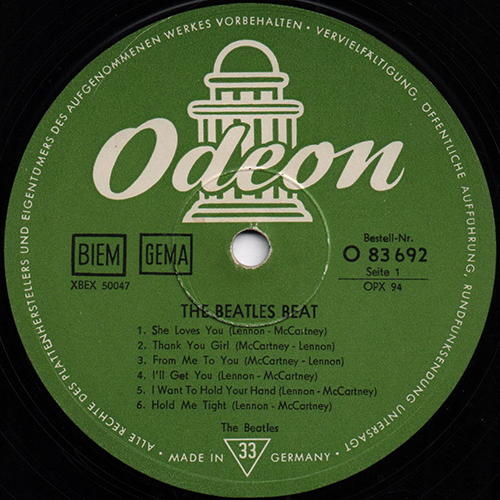 ALLE RECHTE DES PLATTENHERSTELLERS UND EIGENTÜMERS DES AUFGENOMMENEN WERKES VORBEHALTEN · VERVIELFÄLTIGUNG, ÖFFENTLICHE AUFFÜHRUNG, RUNDFUNKSENDUNG UNTERSAGT
Odeon
BIEM GEMA
XBEX 50047
Bestell-Nr.
O 83 692
Seite 1
OPX 94
THE BEATLES BEAT
1. She Loves You (Lennon - McCartney)
2. Thank You Girl (McCartney - Lennon)
3. From Me To You (McCartney - Lennon)
4. I'll Get You (Lennon - McCartney)
5. I Want To Hold Your Hand (Lennon - McCartney)
6. Hold Me Tight (Lennon - McCartney)
The Beatles
· MADE IN 33 GERMANY ·